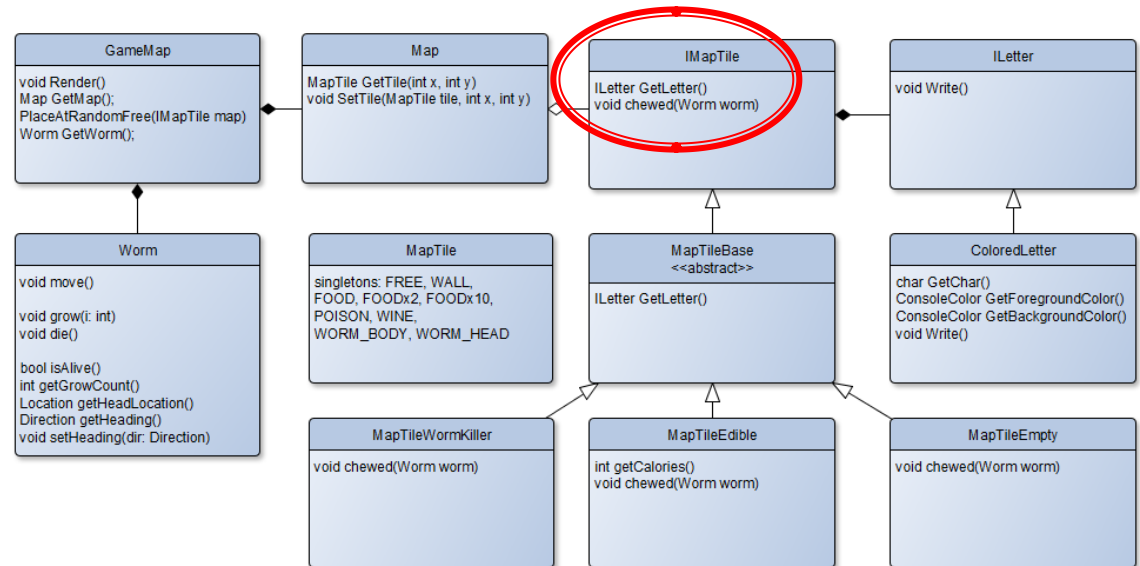 GameMap
void Render()
Map GetMap();
PlaceAtRandomFree(IMapTile map)
Worm GetWorm();
Map
MapTile GetTile(int x, int y)
void SetTile(MapTile tile, int x, int y)
IMapTile
ILetter GetLetter()
void chewed(Worm worm)
ILetter
void Write()
Worm
void move()
void grow(i: int)
void die()
bool isAlive()
int getGrowCount()
Location getHeadLocation()
Direction getHeading()
void setHeading(dir: Direction)
MapTile
singletons: FREE, WALL,
FOOD, FOODx2, FOODx10,
POISON, WINE,
WORM_BODY, WORM_HEAD
MapTileBase
<<abstract>>
ILetter GetLetter()
ColoredLetter
char GetChar()
ConsoleColor GetForegroundColor()
ConsoleColor GetBackgroundColor()
void Write()
MapTileWormKiller
void chewed(Worm worm)
MapTileEdible
int getCalories()
void chewed(Worm worm)
MapTileEmpty
void chewed(Worm worm)